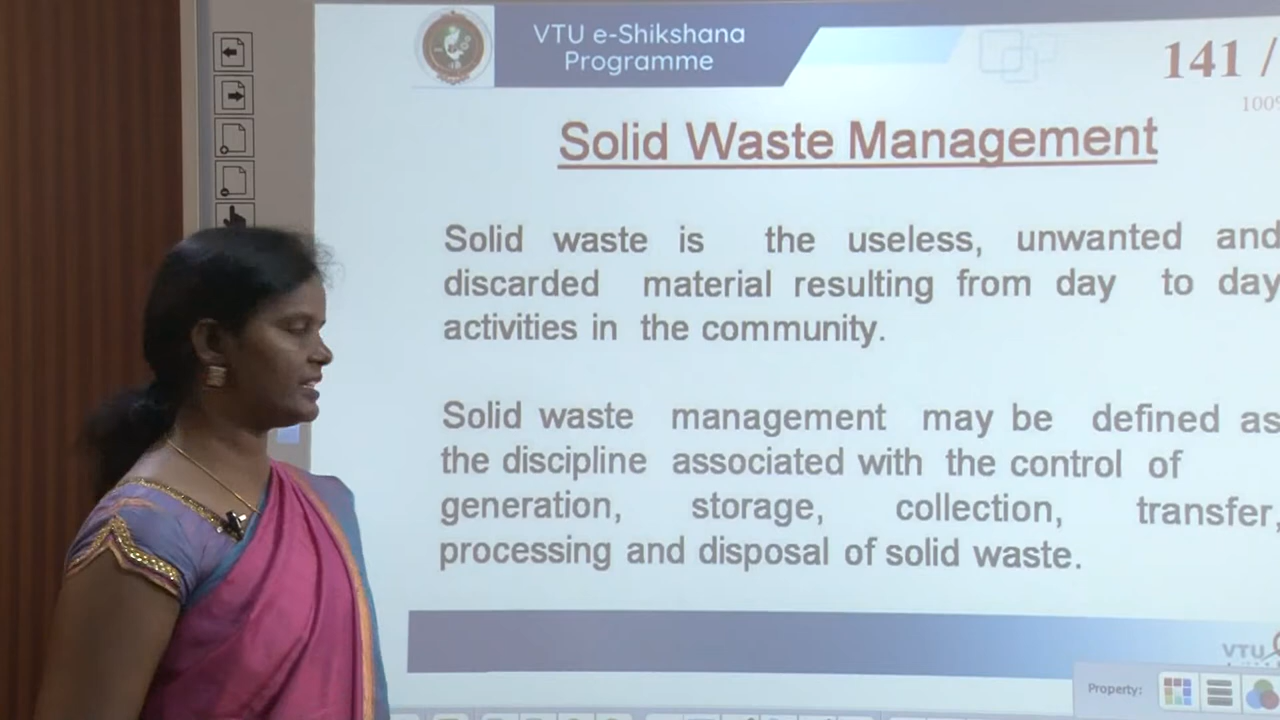 VTU e-Shikshana
Programme
141 /
100%
Solid Waste Management
Solid waste is the useless, unwanted and
discarded material resulting from day to day
activities in the community.
Solid waste management may be defined as
the discipline associated with the control of
generation, storage, collection, transfer,
processing and disposal of solid waste.
VTU
Property: